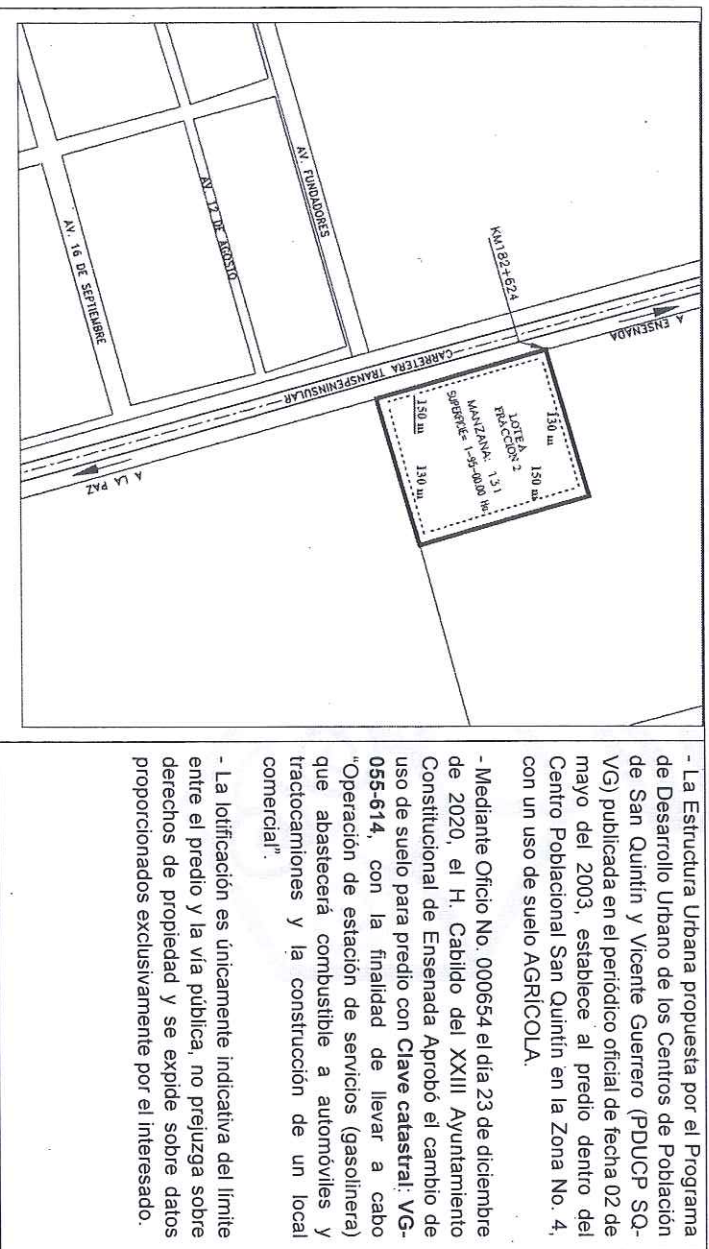 - La Estructura Urbana propuesta por el Programa
de Desarrollo Urbano de los Centros de Población
de San Quintín y Vicente Guerrero (PDUCP SQ-
VG) publicada en el periódico oficial de fecha 02 de
mayo del 2003, establece al predio dentro del
Centro Poblacional San Quintín en la Zona No. 4,
con un uso de suelo AGRÍCOLA.
- Mediante Oficio No. 000654 el día 23 de diciembre
de 2020, el H. Cabildo del XXIII Ayuntamiento
Constitucional de Ensenada Aprobó el cambio de
uso de suelo para predio con Clave catastral: VG-
055-614, con la finalidad de llevar a cabo
"Operación de estación de servicios (gasolinera)
que abastecerá combustible a automóviles y
tractocamiones y la construcción de un local
comercial".
- La lotificación es únicamente indicativa del límite
entre el predio y la vía pública, no prejuzga sobre
derechos de propiedad y se expide sobre datos
proporcionados exclusivamente por el interesado.
A ENSENADA
KM182+624
130 m
150 m
LOTE A
FRACCION 2
MANZANA: 131
SUPERFICIE= 1-95-00.00 Ha.
150 m
130 m
CARRETERA TRANSPENINSULAR
A LA PAZ
AV. FUNDADORES
AV. 12 DE AGOSTO
AV. 16 DE SEPTIEMBRE